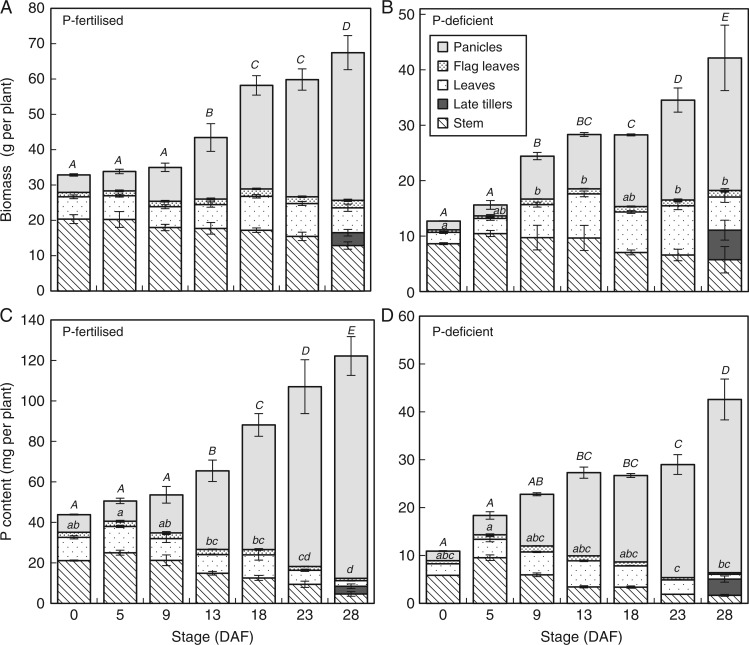 A
P-fertilised
80
70
60
50
40
30
20
10
0
Biomass (g per plant)
A
A
A
B
C
C
D
B
P-deficient
50
40
30
20
10
0
Panicles
Flag leaves
Leaves
Late tillers
Stem
A
A
B
BC
C
D
E
a
ab
b
b
ab
b
b
C
P-fertilised
140
120
100
80
60
40
20
0
P content (mg per plant)
A
A
A
B
C
D
E
ab
a
ab
bc
bc
cd
d
0 5 9 13 18 23 28
Stage (DAF)
D
P-deficient
60
50
40
30
20
10
0
A
A
AB
BC
BC
C
D
abc
a
abc
abc
abc
c
bc
0 5 9 13 18 23 28
Stage (DAF)